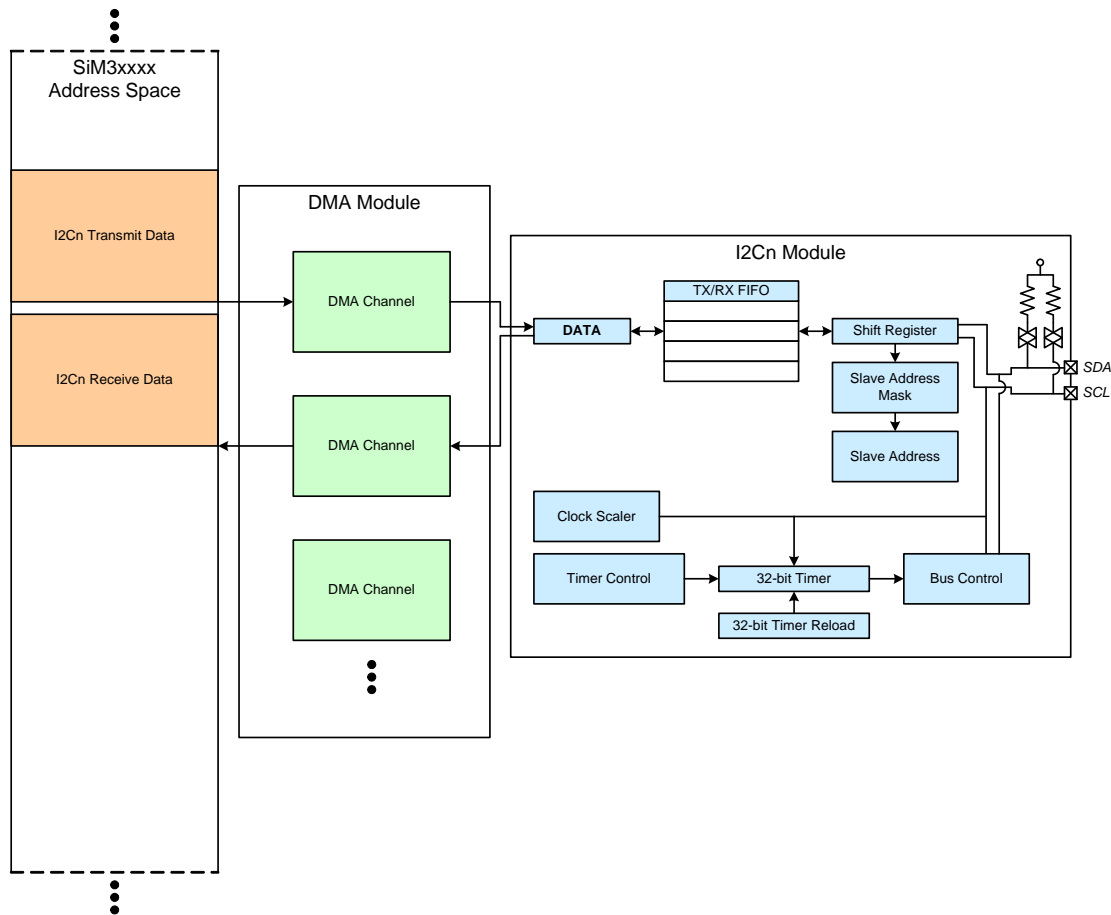 SiM3xxxx
Address Space
I2Cn Transmit Data
I2Cn Receive Data
DMA Module
DMA Channel
DMA Channel
DMA Channel
I2Cn Module
DATA
TX/RX FIFO
Shift Register
Slave Address
Mask
Slave Address
SDA
SCL
Clock Scaler
Timer Control
32-bit Timer
Bus Control
32-bit Timer Reload